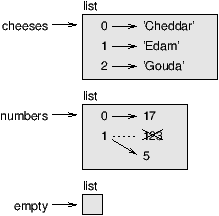 list
cheeses
0 'Cheddar'
1 'Edam'
2 'Gouda'
list
numbers
0 17
1 123
5
list
empty